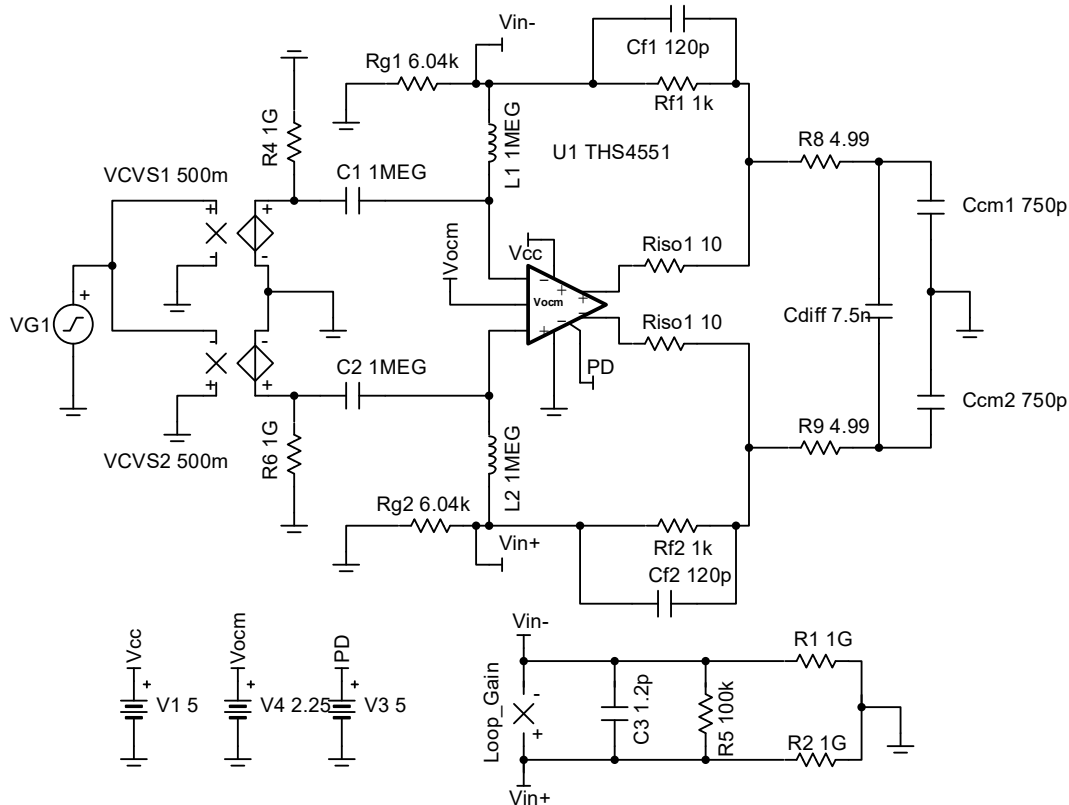 Vin-
Cf1 120p
Rg1 6.04k
Rf1 1k
R4 1G
L1 1MEG
U1 THS4551
R8 4.99
VCVS1 500m
C1 1MEG
Ccm1 750p
+
-
+
-
Vocm
Vcc
Riso1 10
+
VG1
Vocm
−
+
+
−
−
+
Cdiff 7.5n
Riso1 10
-
+
-
+
C2 1MEG
PD
Ccm2 750p
R9 4.99
VCVS2 500m
R6 1G
L2 1MEG
Rg2 6.04k
Rf2 1k
Vin+
Cf2 120p
Vcc
+
V1 5
Vocm
+
V4 2.25
PD
+
V3 5
Vin-
R1 1G
Loop_Gain
-
+
C3 1.2p
R5 100k
R2 1G
Vin+